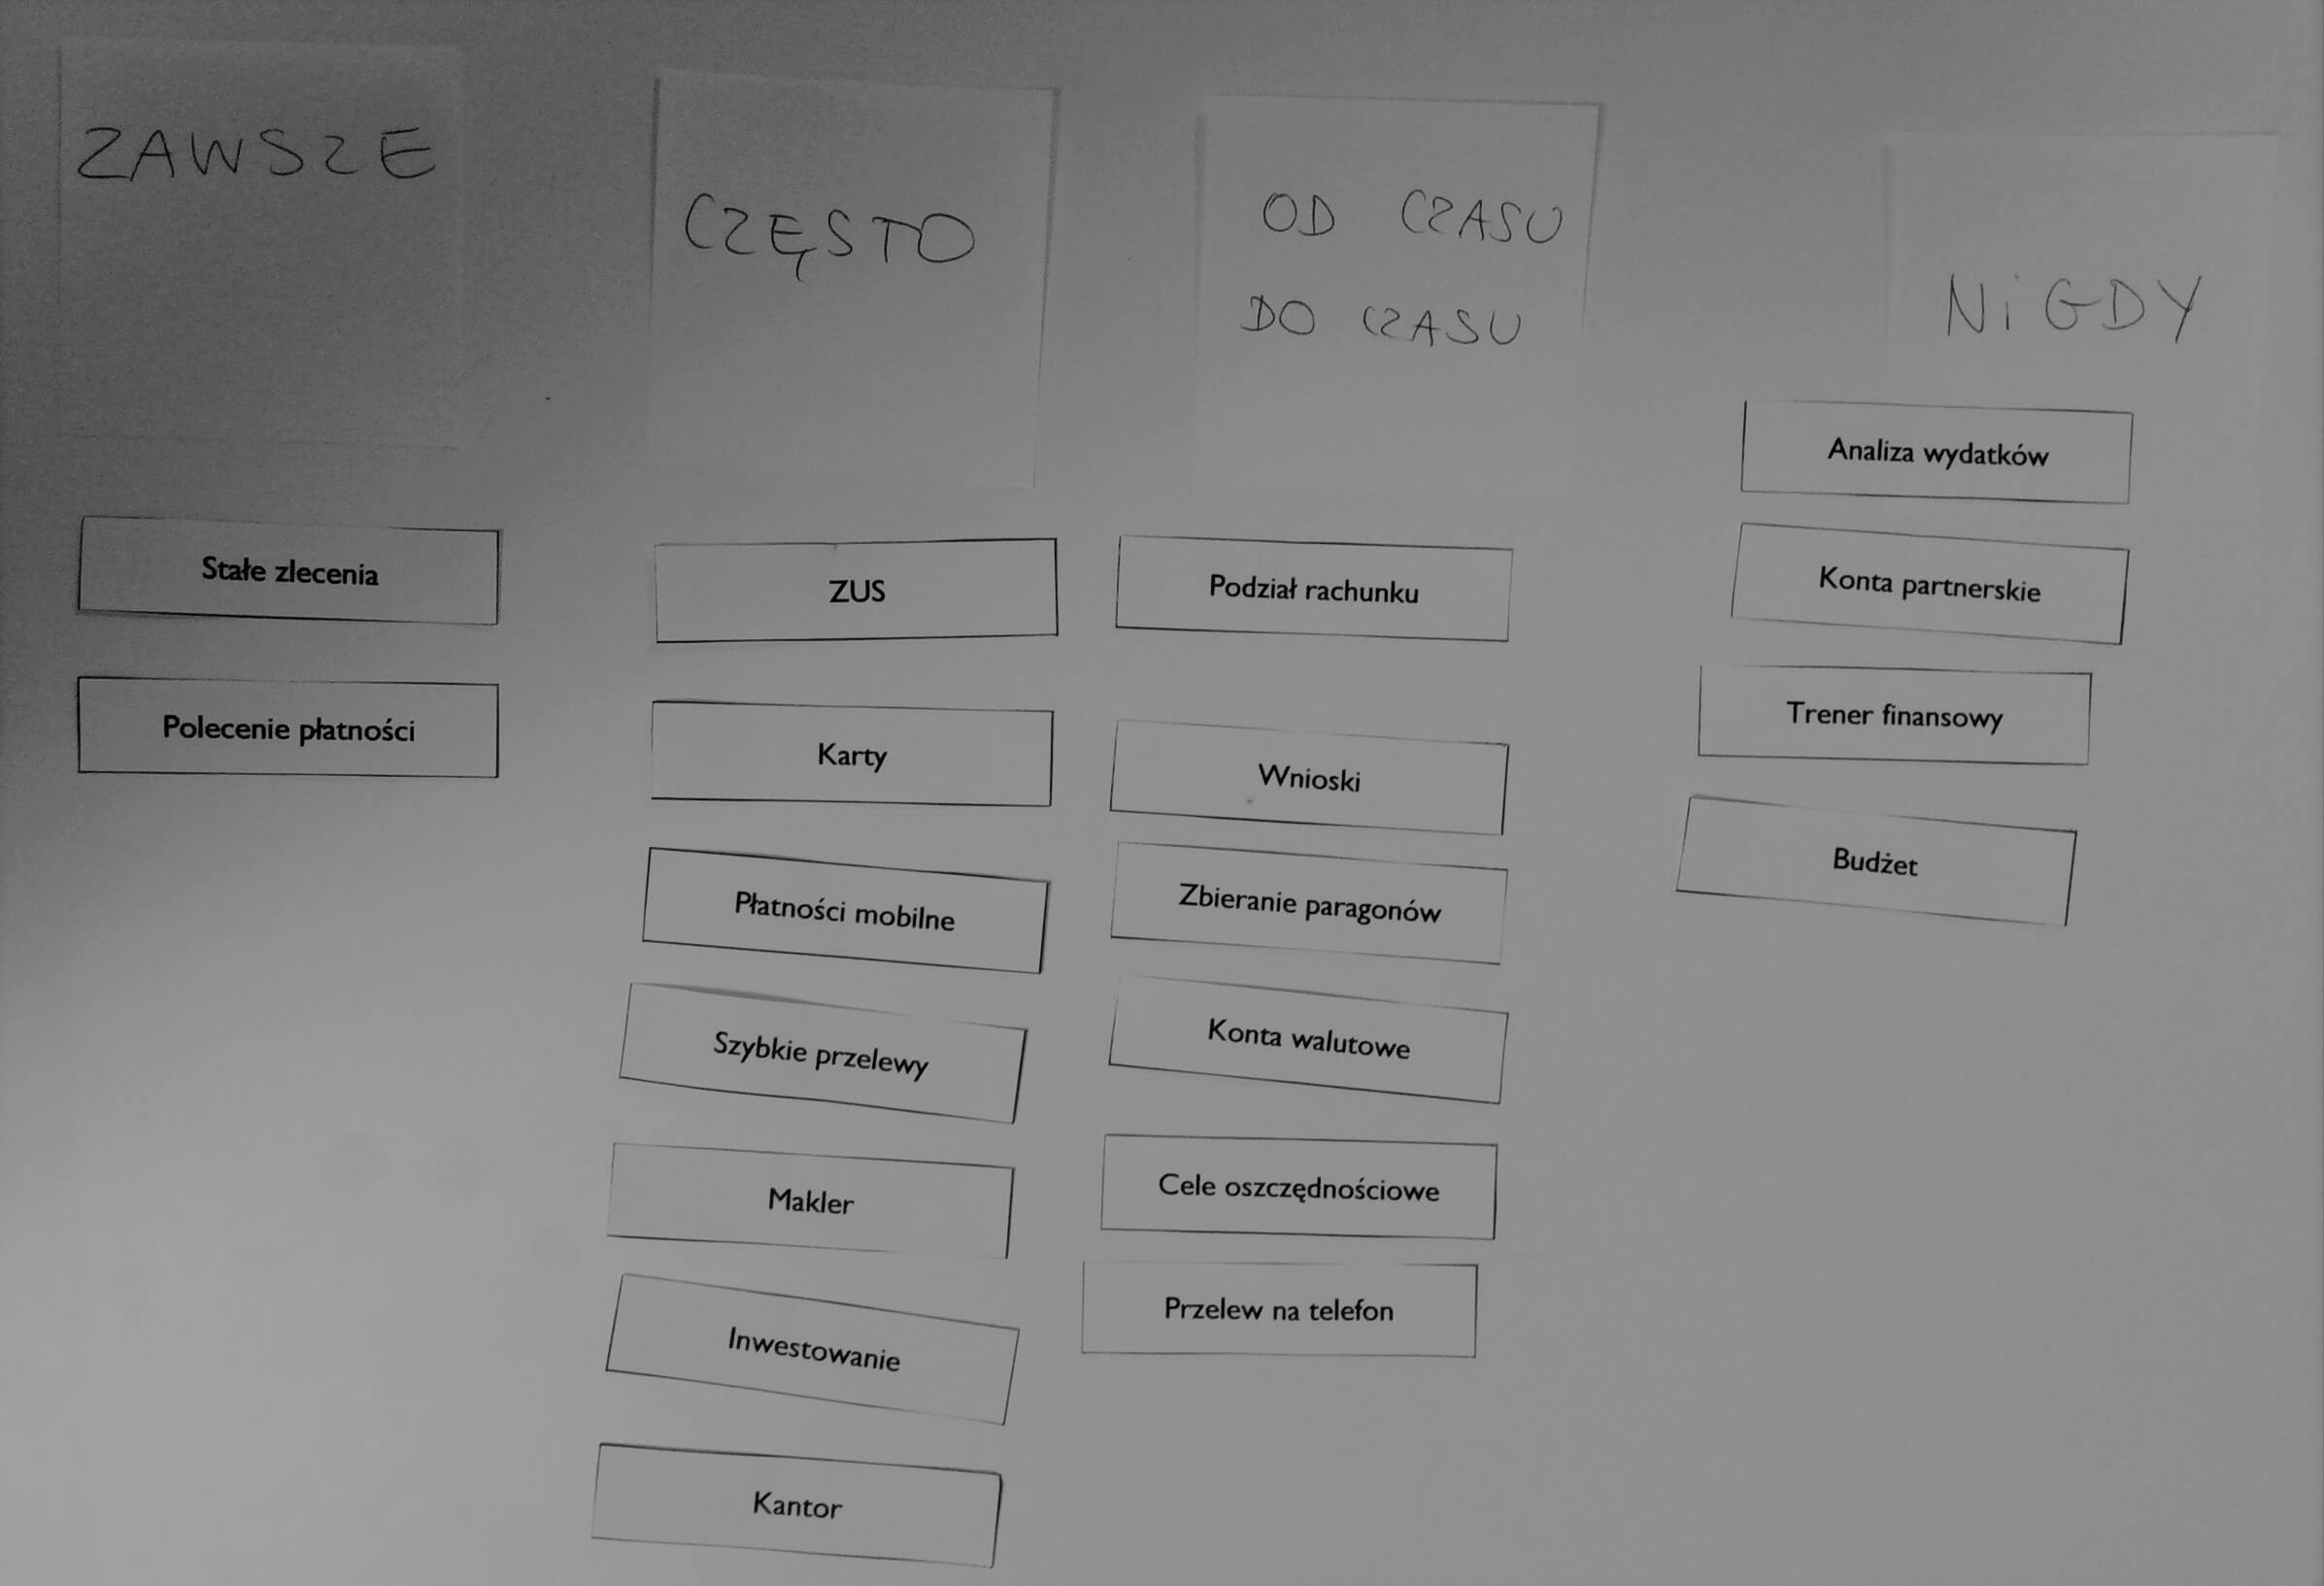 ZAWSZE
Stałe zlecenia
Polecenie płatności
CZĘSTO
ZUS
Karty
Płatności mobilne
Szybkie przelewy
Makler
Inwestowanie
Kantor
OD CZASU
DO CZASU
Podział rachunku
Wnioski
Zbieranie paragonów
Konta walutowe
Cele oszczędnościowe
Przelew na telefon
NiGDY
Analiza wydatków
Konta partnerskie
Trener finansowy
Budżet